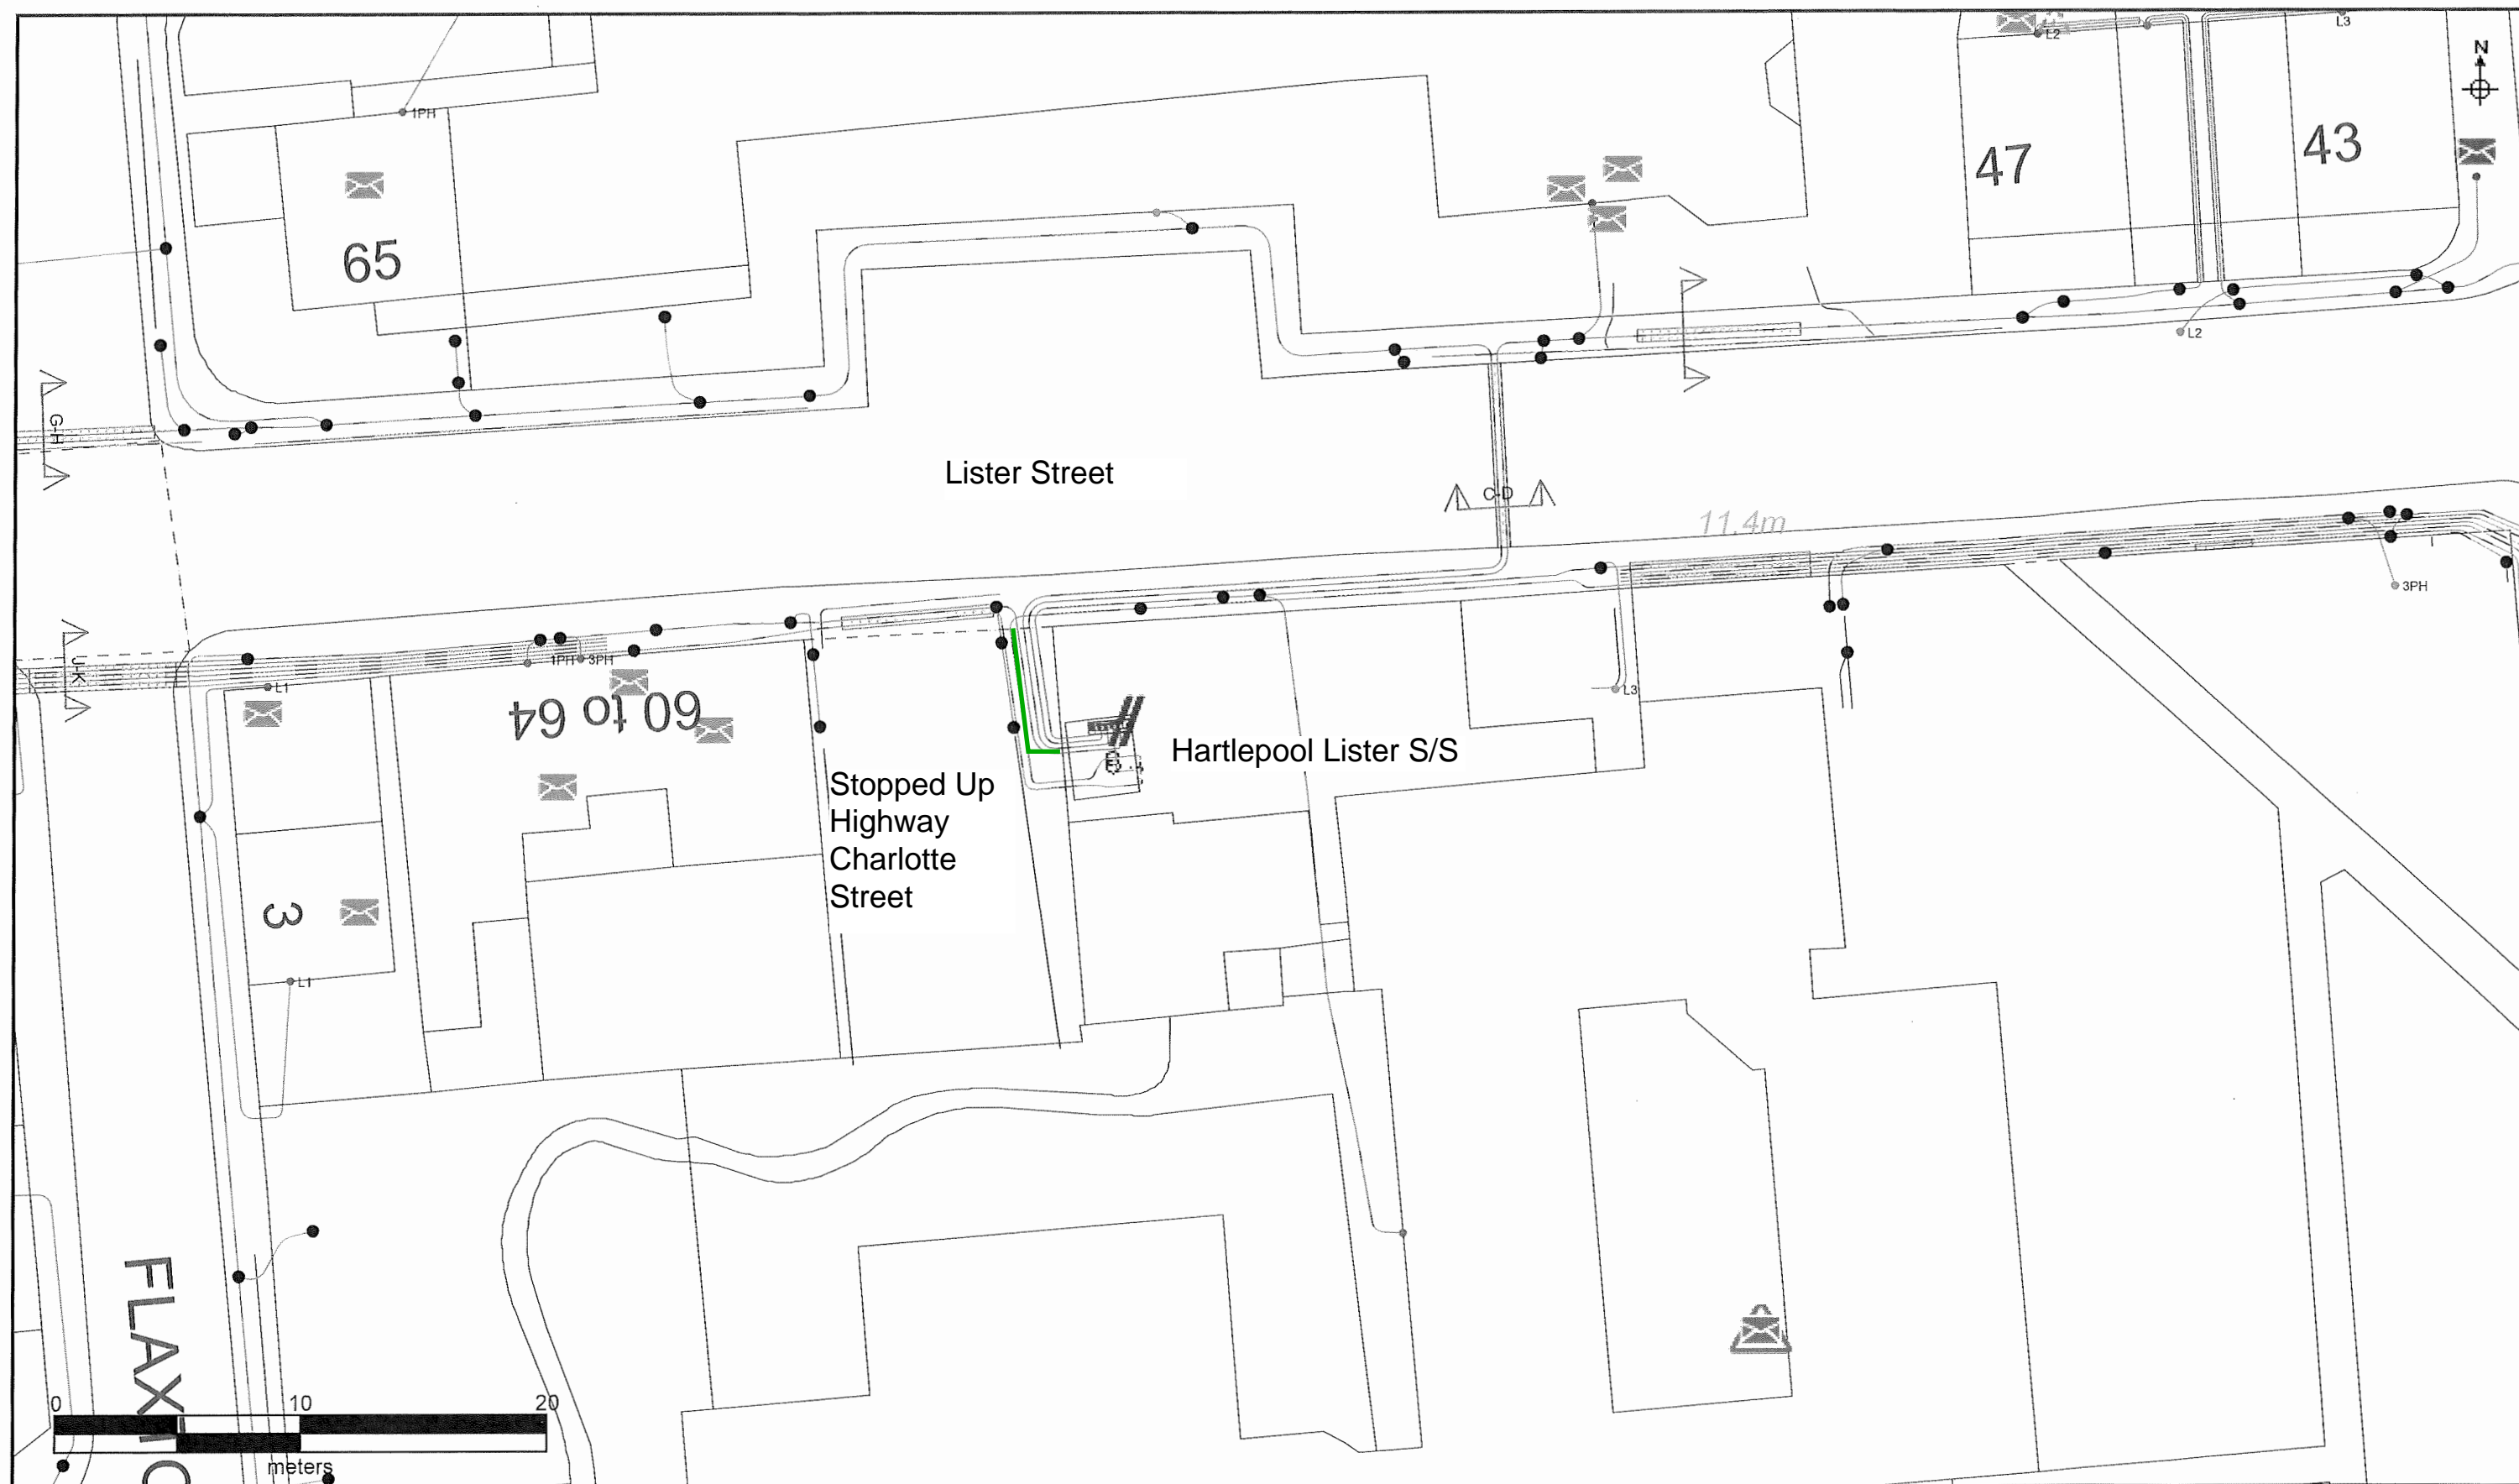 L2
L3
N
1PH
47
43
65
L2
G-H
Lister Street
C-D
11.4m
3PH
J-K
1PH
3PH
L1
L3
60 to 64
Hartlepool Lister S/S
Stopped Up
Highway
Charlotte
Street
3
L1
FLAX
0
10
20
meters